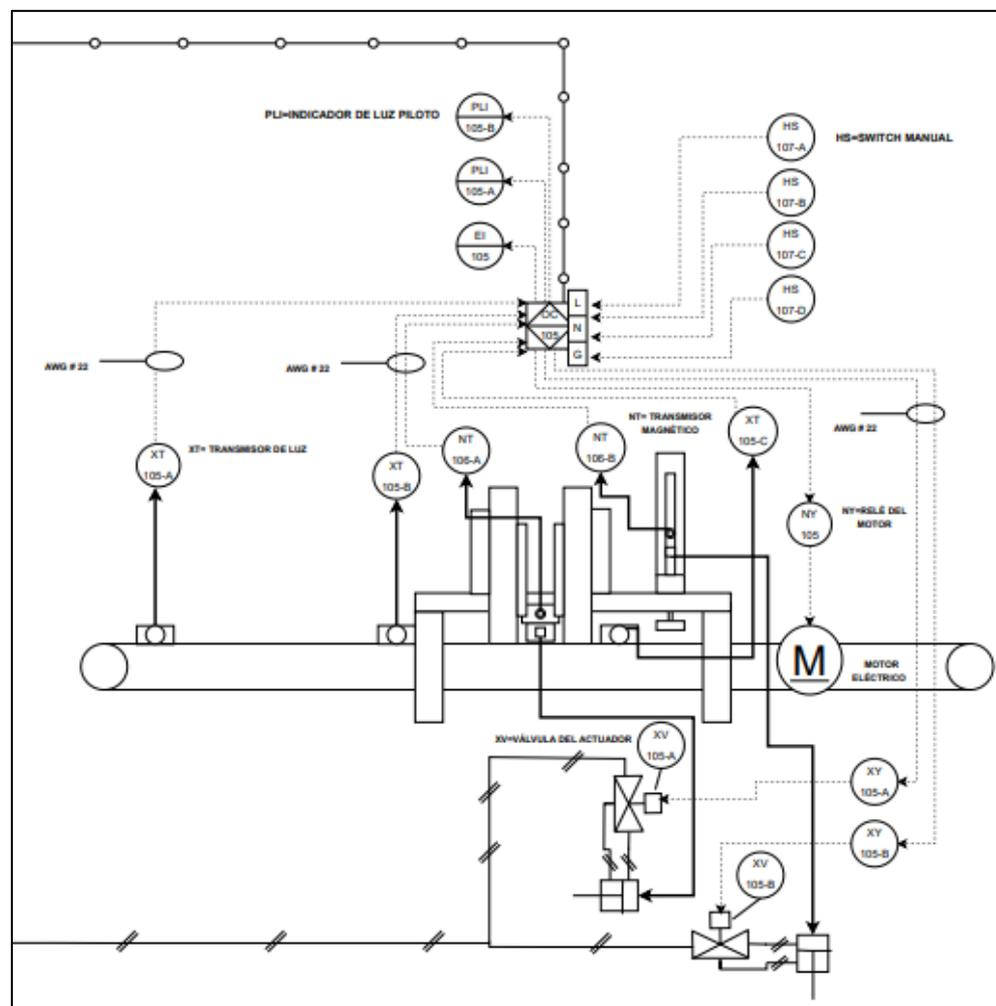 PLI
105-B
PLI=INDICADOR DE LUZ PILOTO
HS
107-A
HS=SWITCH MANUAL
PLI
105-A
HS
107-B
EI
105
HS
107-C
HS
107-D
L
N
G
105
AWG # 22
AWG # 22
AWG # 22
XT
105-A
XT= TRANSMISOR DE LUZ
XT
105-B
NT
106-A
NT
106-B
NT= TRANSMISOR
MAGNÉTICO
XT
105-C
NY
105
NY=RELÉ DEL
MOTOR
M
MOTOR
ELÉCTRICO
XV=VÁLVULA DEL ACTUADOR
XV
105-A
XY
105-A
XY
105-B
XV
105-B